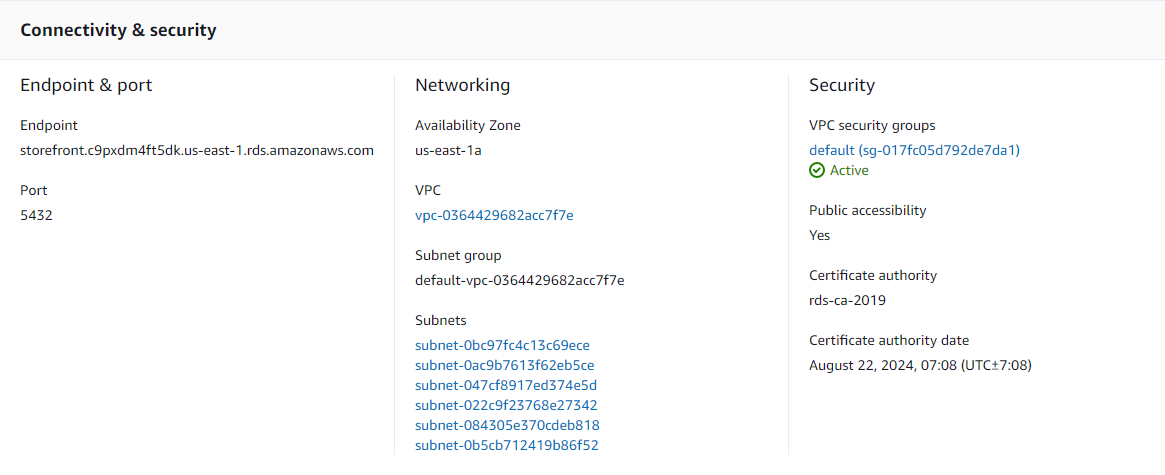 Connectivity & security
Endpoint & port
Endpoint
storefront.c9pxdm4ft5dk.us-east-1.rds.amazonaws.com
Port
5432
Networking
Availability Zone
us-east-1a
VPC
vpc-0364429682acc7f7e
Subnet group
default-vpc-0364429682acc7f7e
Subnets
subnet-0bc97fc4c13c69ece
subnet-0ac9b7613f62eb5ce
subnet-047cf8917ed374e5d
subnet-022c9f23768e27342
subnet-084305e370cdeb818
subnet-0b5cb712419b86f52
Security
VPC security groups
default (sg-017fc05d792de7da1)
Active
Public accessibility
Yes
Certificate authority
rds-ca-2019
Certificate authority date
August 22, 2024, 07:08 (UTC±7:08)